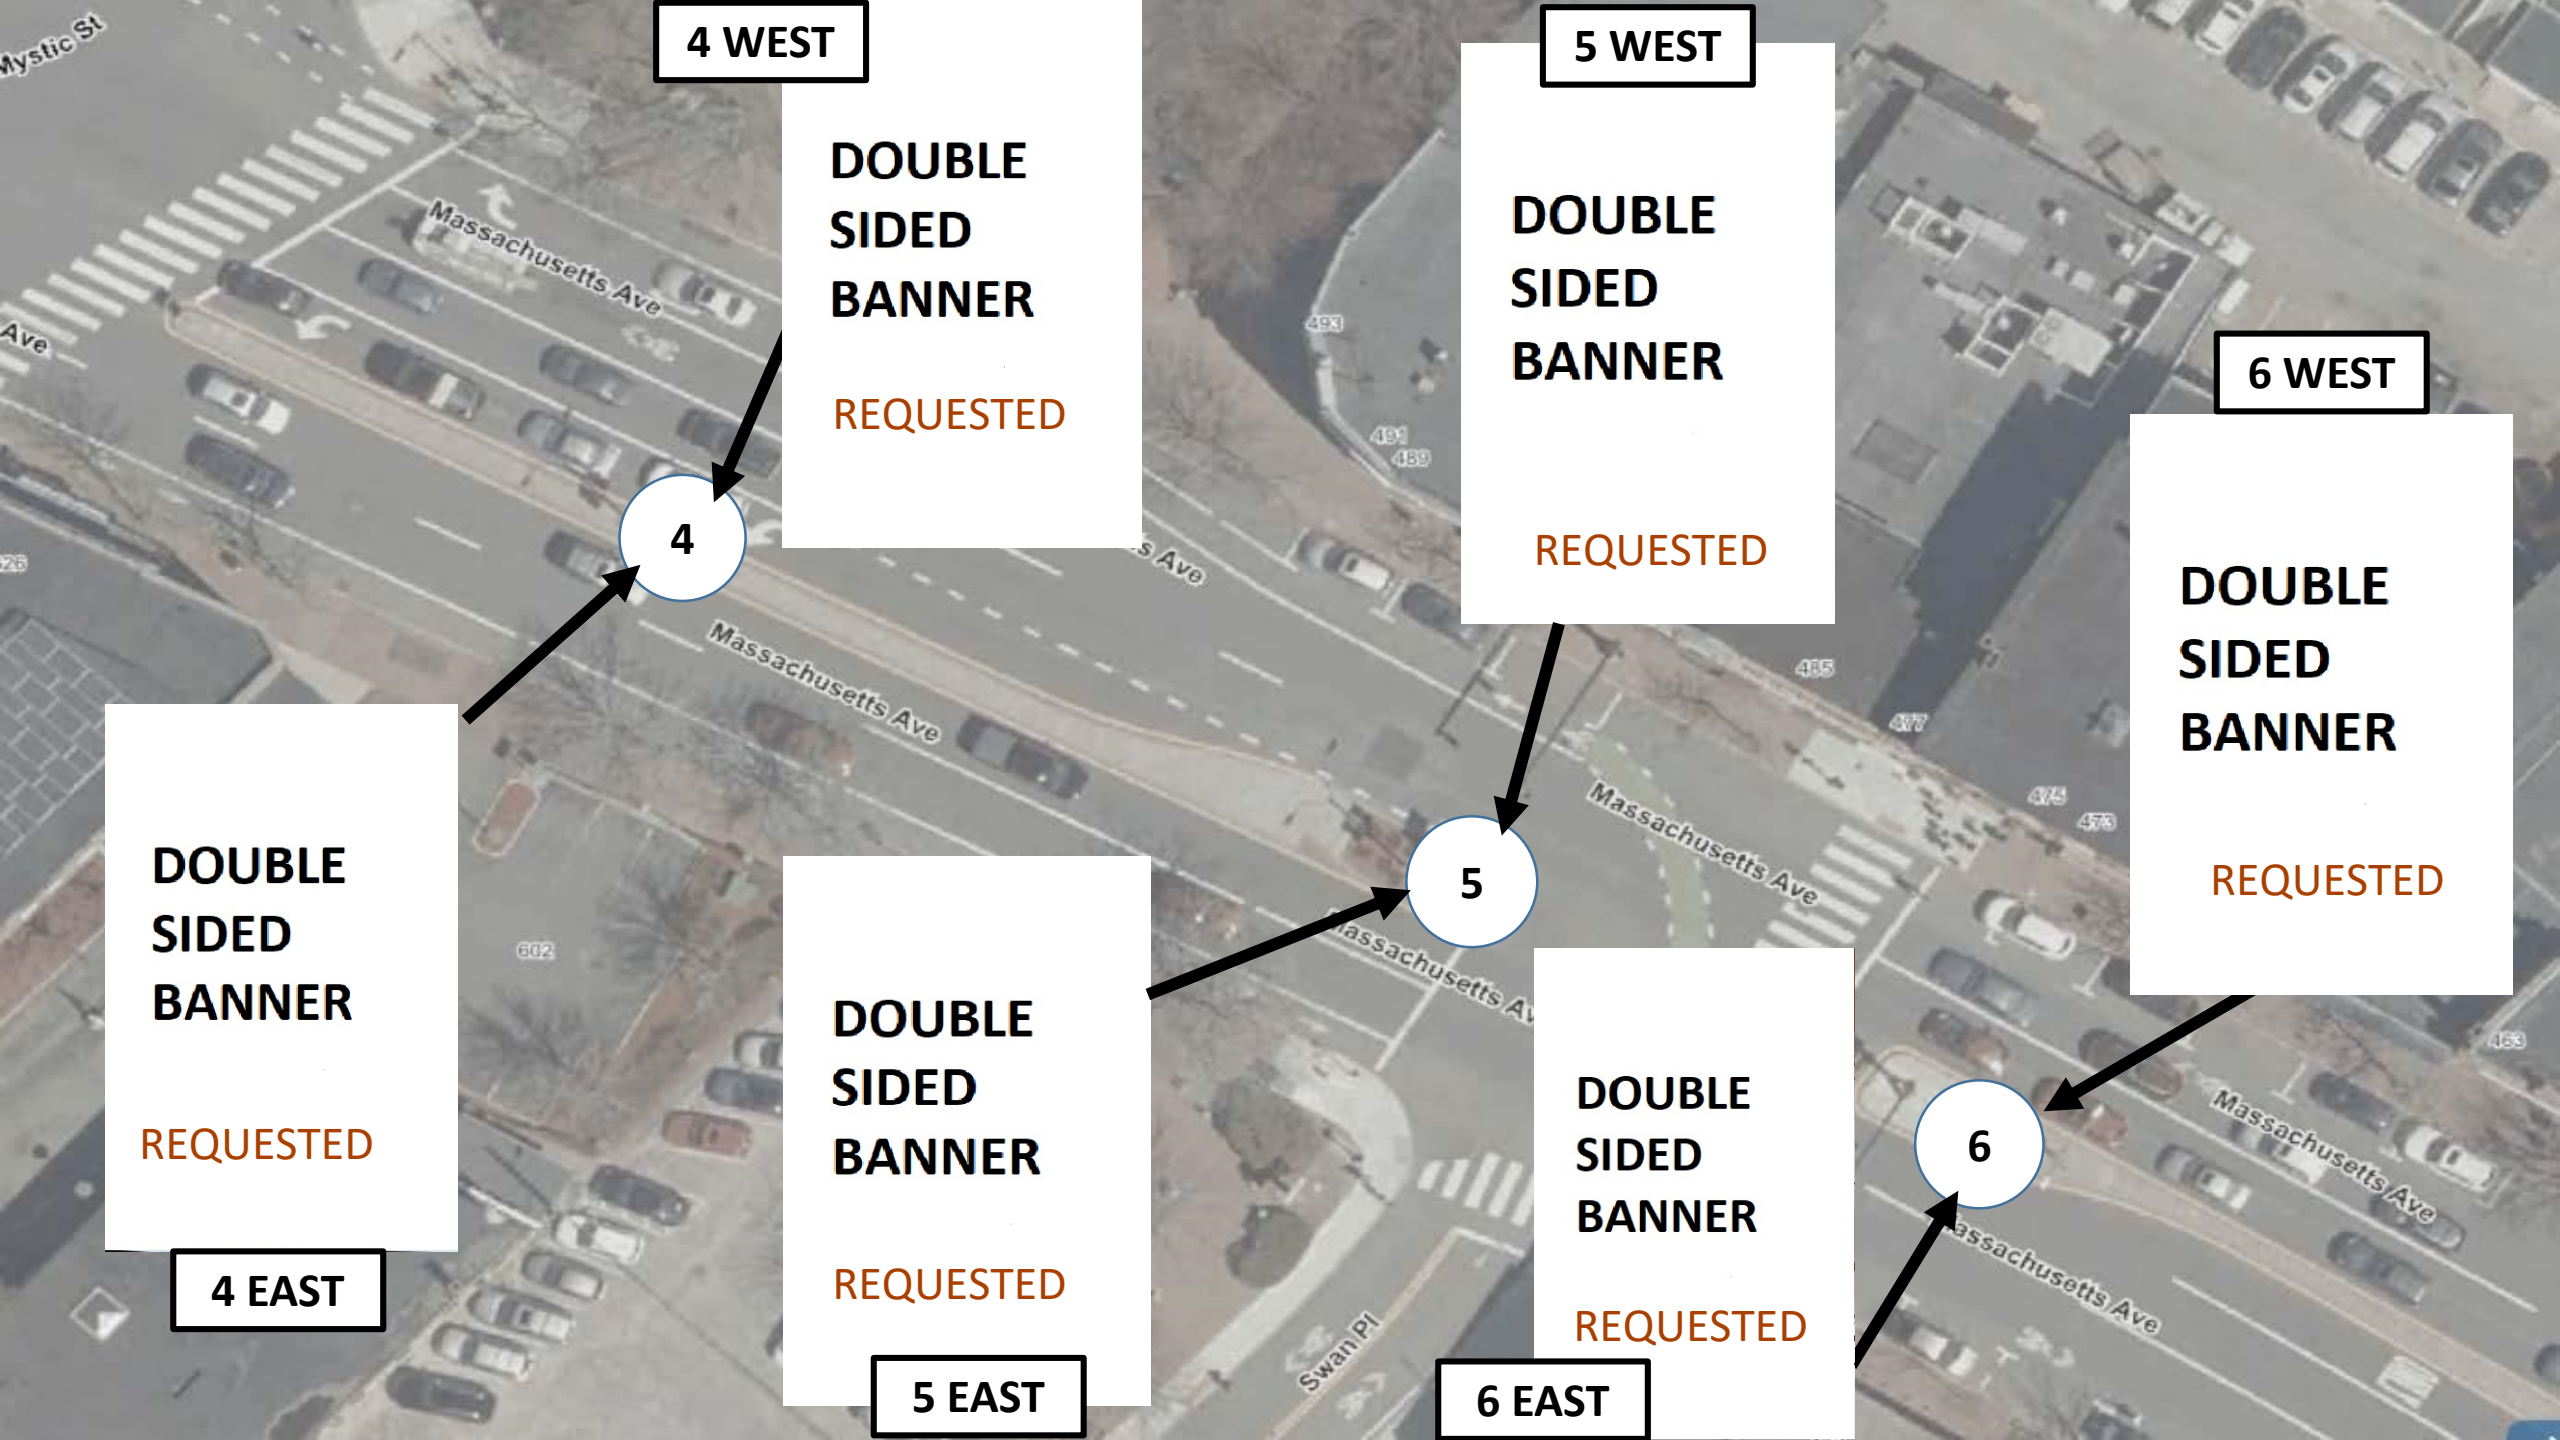 Mystic St
Ave
4 WEST
DOUBLE
SIDED
BANNER
REQUESTED
Massachusetts Ave
5 WEST
DOUBLE
SIDED
BANNER
REQUESTED
493
491
489
6 WEST
DOUBLE
SIDED
BANNER
REQUESTED
4
s Ave
Massachusetts Ave
485
477
475
473
463
Massachusetts Ave
5
Massachusetts Av
602
4 EAST
DOUBLE
SIDED
BANNER
REQUESTED
5 EAST
DOUBLE
SIDED
BANNER
REQUESTED
6 EAST
DOUBLE
SIDED
BANNER
REQUESTED
6
Massachusetts Ave
Massachusetts Ave
Swan Pl